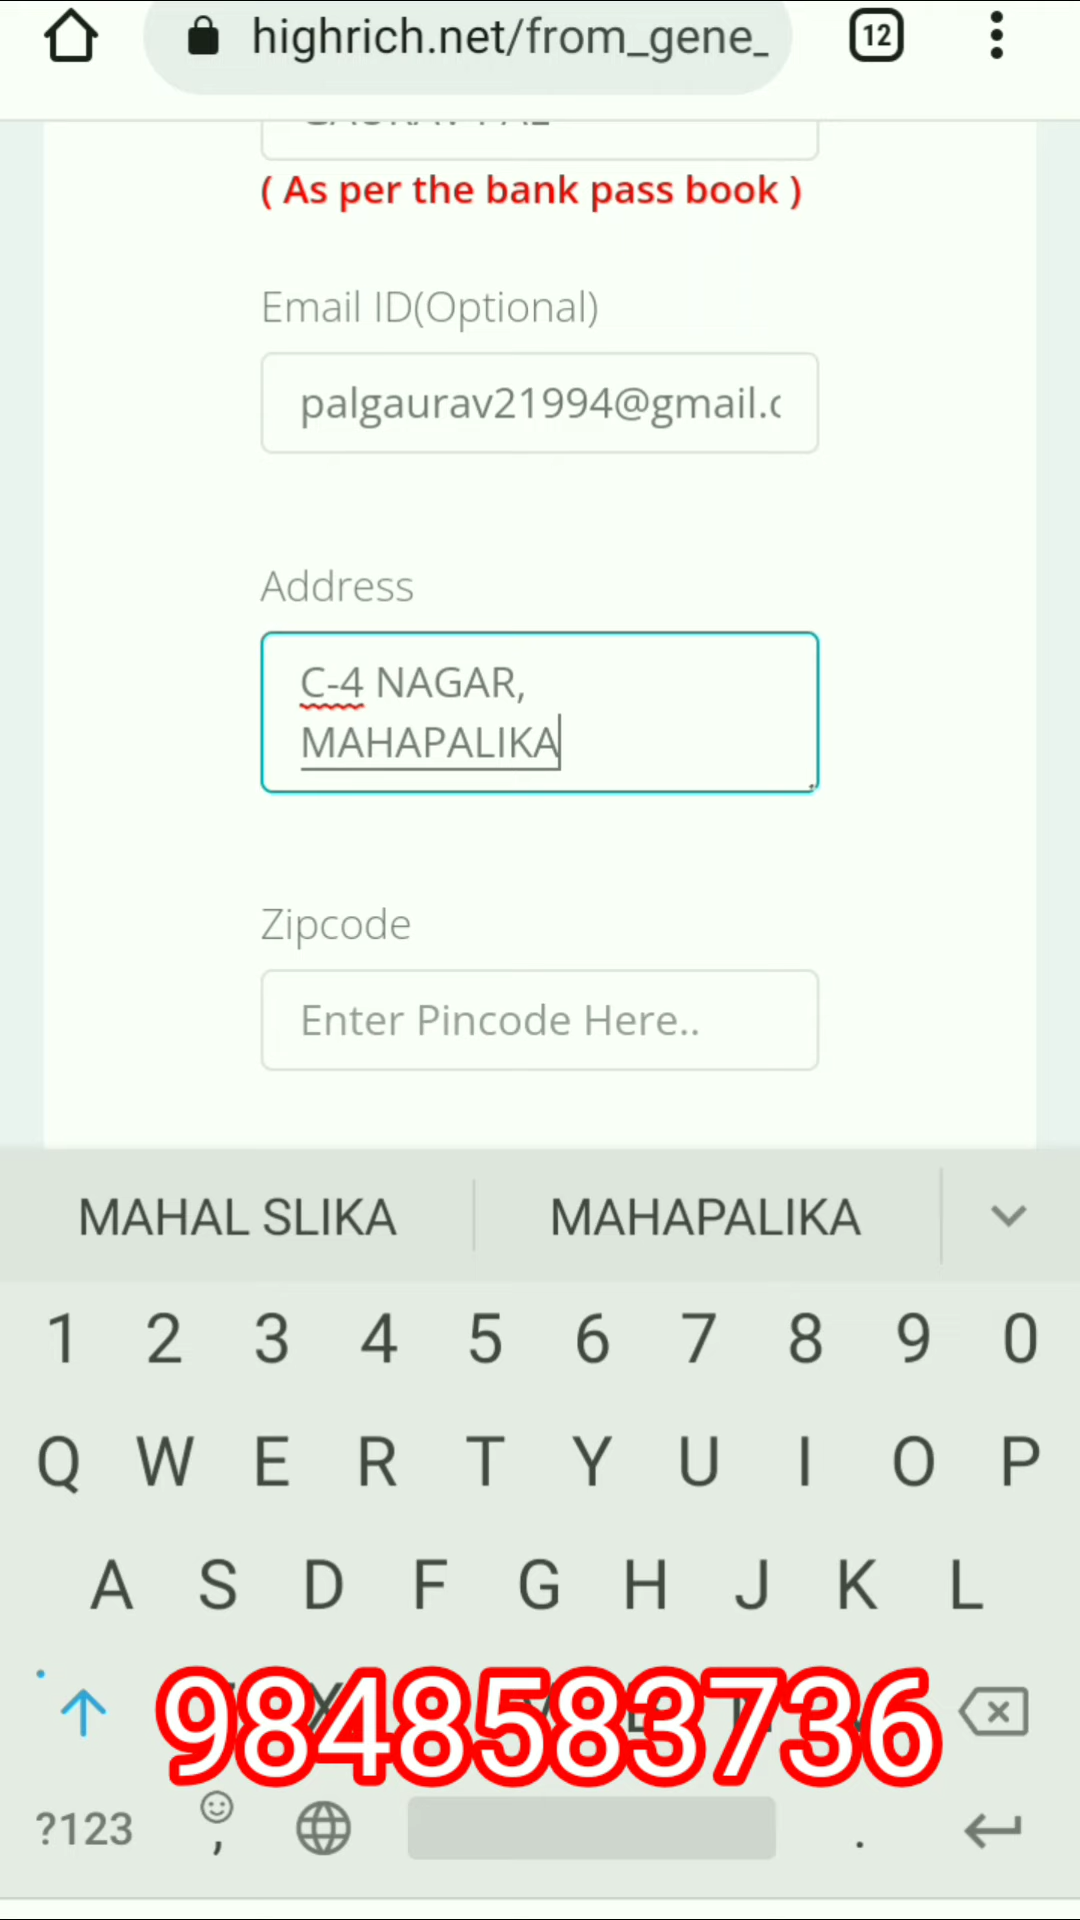 highrich.net/from_gene_
12
( As per the bank pass book )
Email ID(Optional)
palgaurav21994@gmail.c
Address
C-4 NAGAR,
MAHAPALIKA
Zipcode
Enter Pincode Here..
MAHAL SLIKA MAHAPALIKA
1 2 3 4 5 6 7 8 9 0
Q W E R T Y U I O P
A S D F G H J K L
9848583736
?123 , .